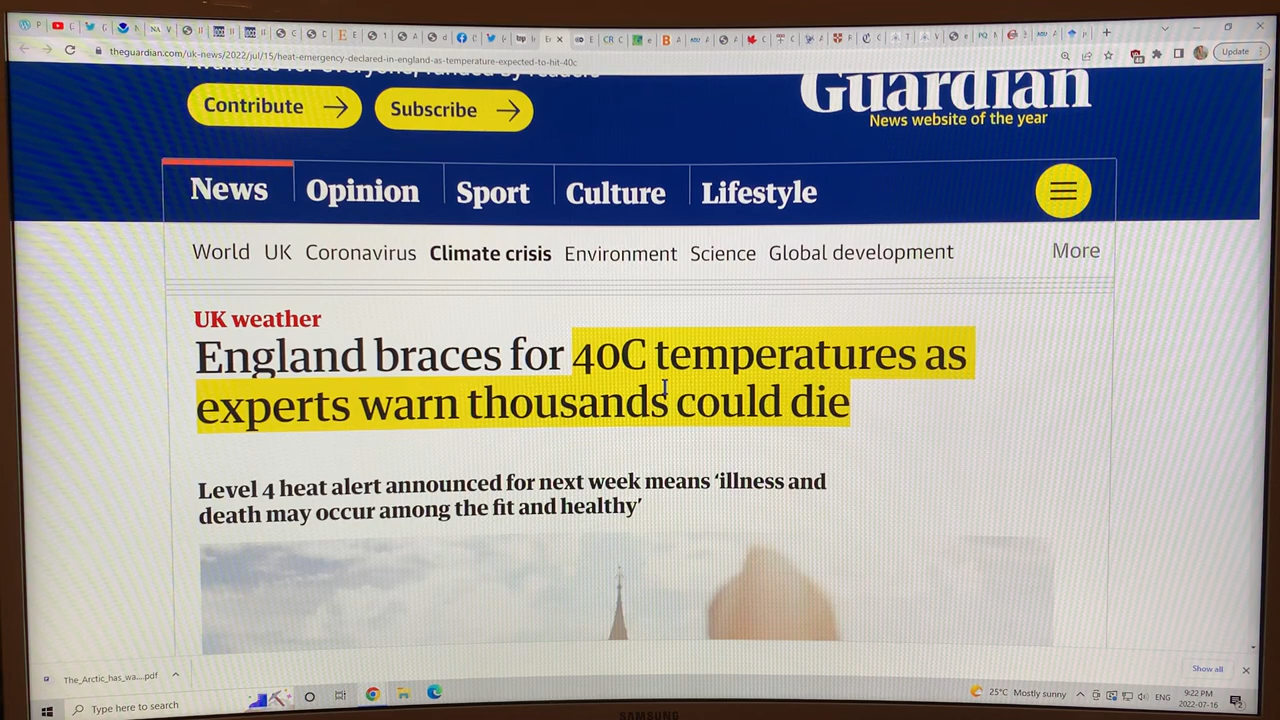 theguardian.com/uk-news/2022/jul/15/heat-emergency-declared-in-england-as-temperature-expected-to-hit-40c
Update
Contribute
Subscribe
Guardian
News website of the year
News Opinion Sport Culture Lifestyle
World UK Coronavirus Climate crisis Environment Science Global development More
UK weather
England braces for 40C temperatures as
experts warn thousands could die
Level 4 heat alert announced for next week means ‘illness and
death may occur among the fit and healthy’
The_Arctic_has_wa....pdf
Show all
Type here to search
25°C Mostly sunny
ENG
9:22 PM
2022-07-16
SAMSUNG